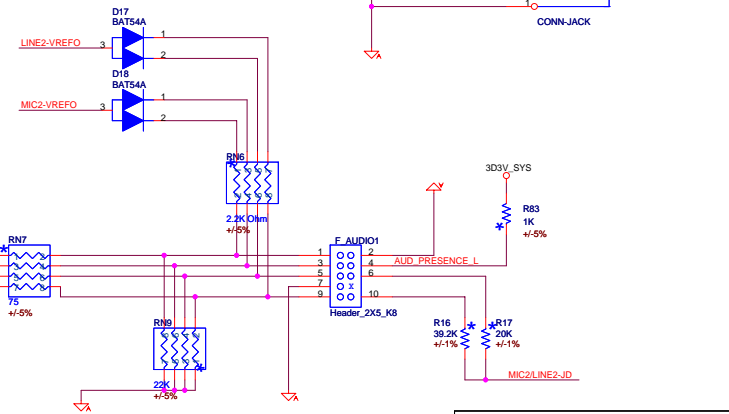 D17
BAT54A
LINE2-VREFO
3
1
2
D18
BAT54A
MIC2-VREFO
3
1
2
1
CONN-JACK
A
RN6
2.2K Ohm
+/-5%
3D3V_SYS
R83
1K
+/-5%
A
RN7
75
+/-5%
F_AUDIO1
1
2
3
4
5
6
7
x
9
10
Header_2X5_K8
AUD_PRESENCE_L
RN9
22K
+/-5%
R16
39.2K
+/-1%
R17
20K
+/-1%
MIC2/LINE2-JD
A
A